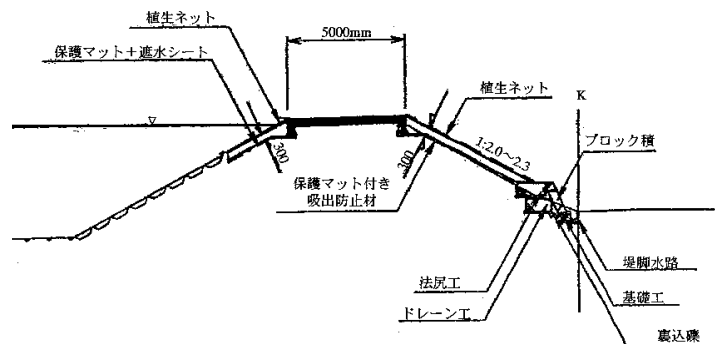 植生ネット
5000mm
保護マット+遮水シート
植生ネット
K
ブロック積
1:2.0〜2.3
300
300
保護マット付き
吸出防止材
堤脚水路
法尻工
基礎工
ドレーン工
裏込礫